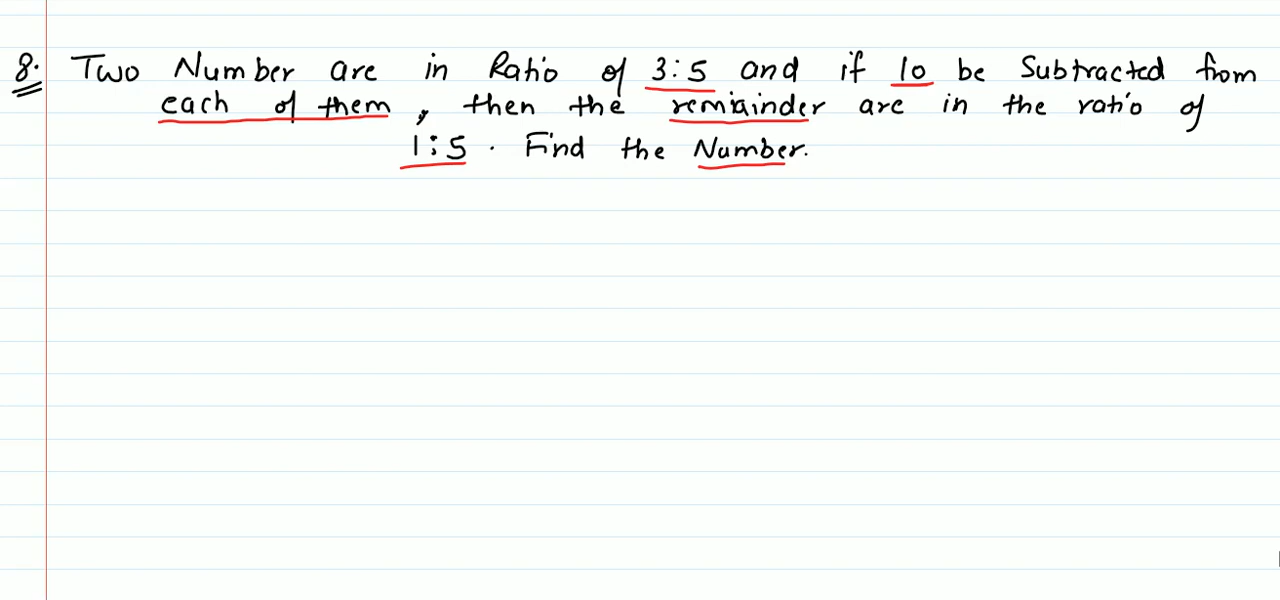 8. Two Number are in Ratio of 3:5 and if 10 be Subtracted from
each of them, then the remiainder are in the ratio of
1:5. Find the Number.